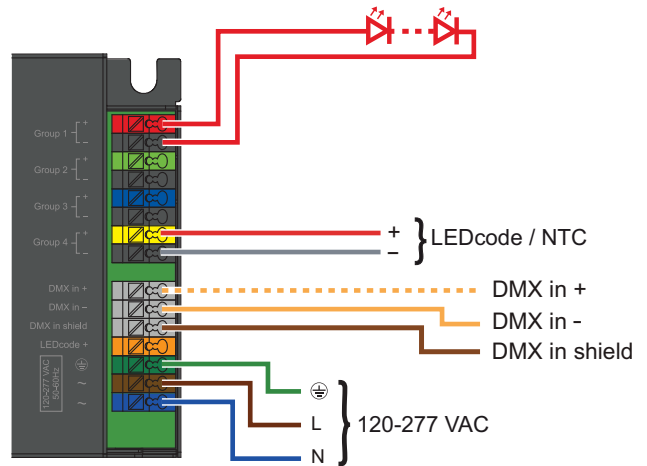 Group 1 + −
Group 2 + −
Group 3 + −
Group 4 + −
+
−
LEDcode / NTC
DMX in +
DMX in −
DMX in shield
LEDcode +
120-277 VAC
50-60Hz
~
~
DMX in +
DMX in -
DMX in shield
L
N
120-277 VAC